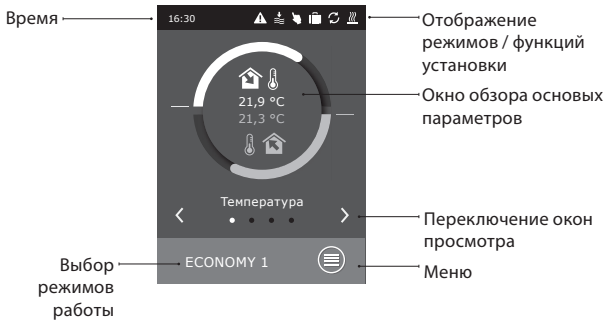 Время
16:30
Отображение
режимов / функций
установки
21,9 °C
21,3 °C
Окно обзора основых
параметров
Температура
Переключение окон
просмотра
ECONOMY 1
Выбор
режимов
работы
Меню